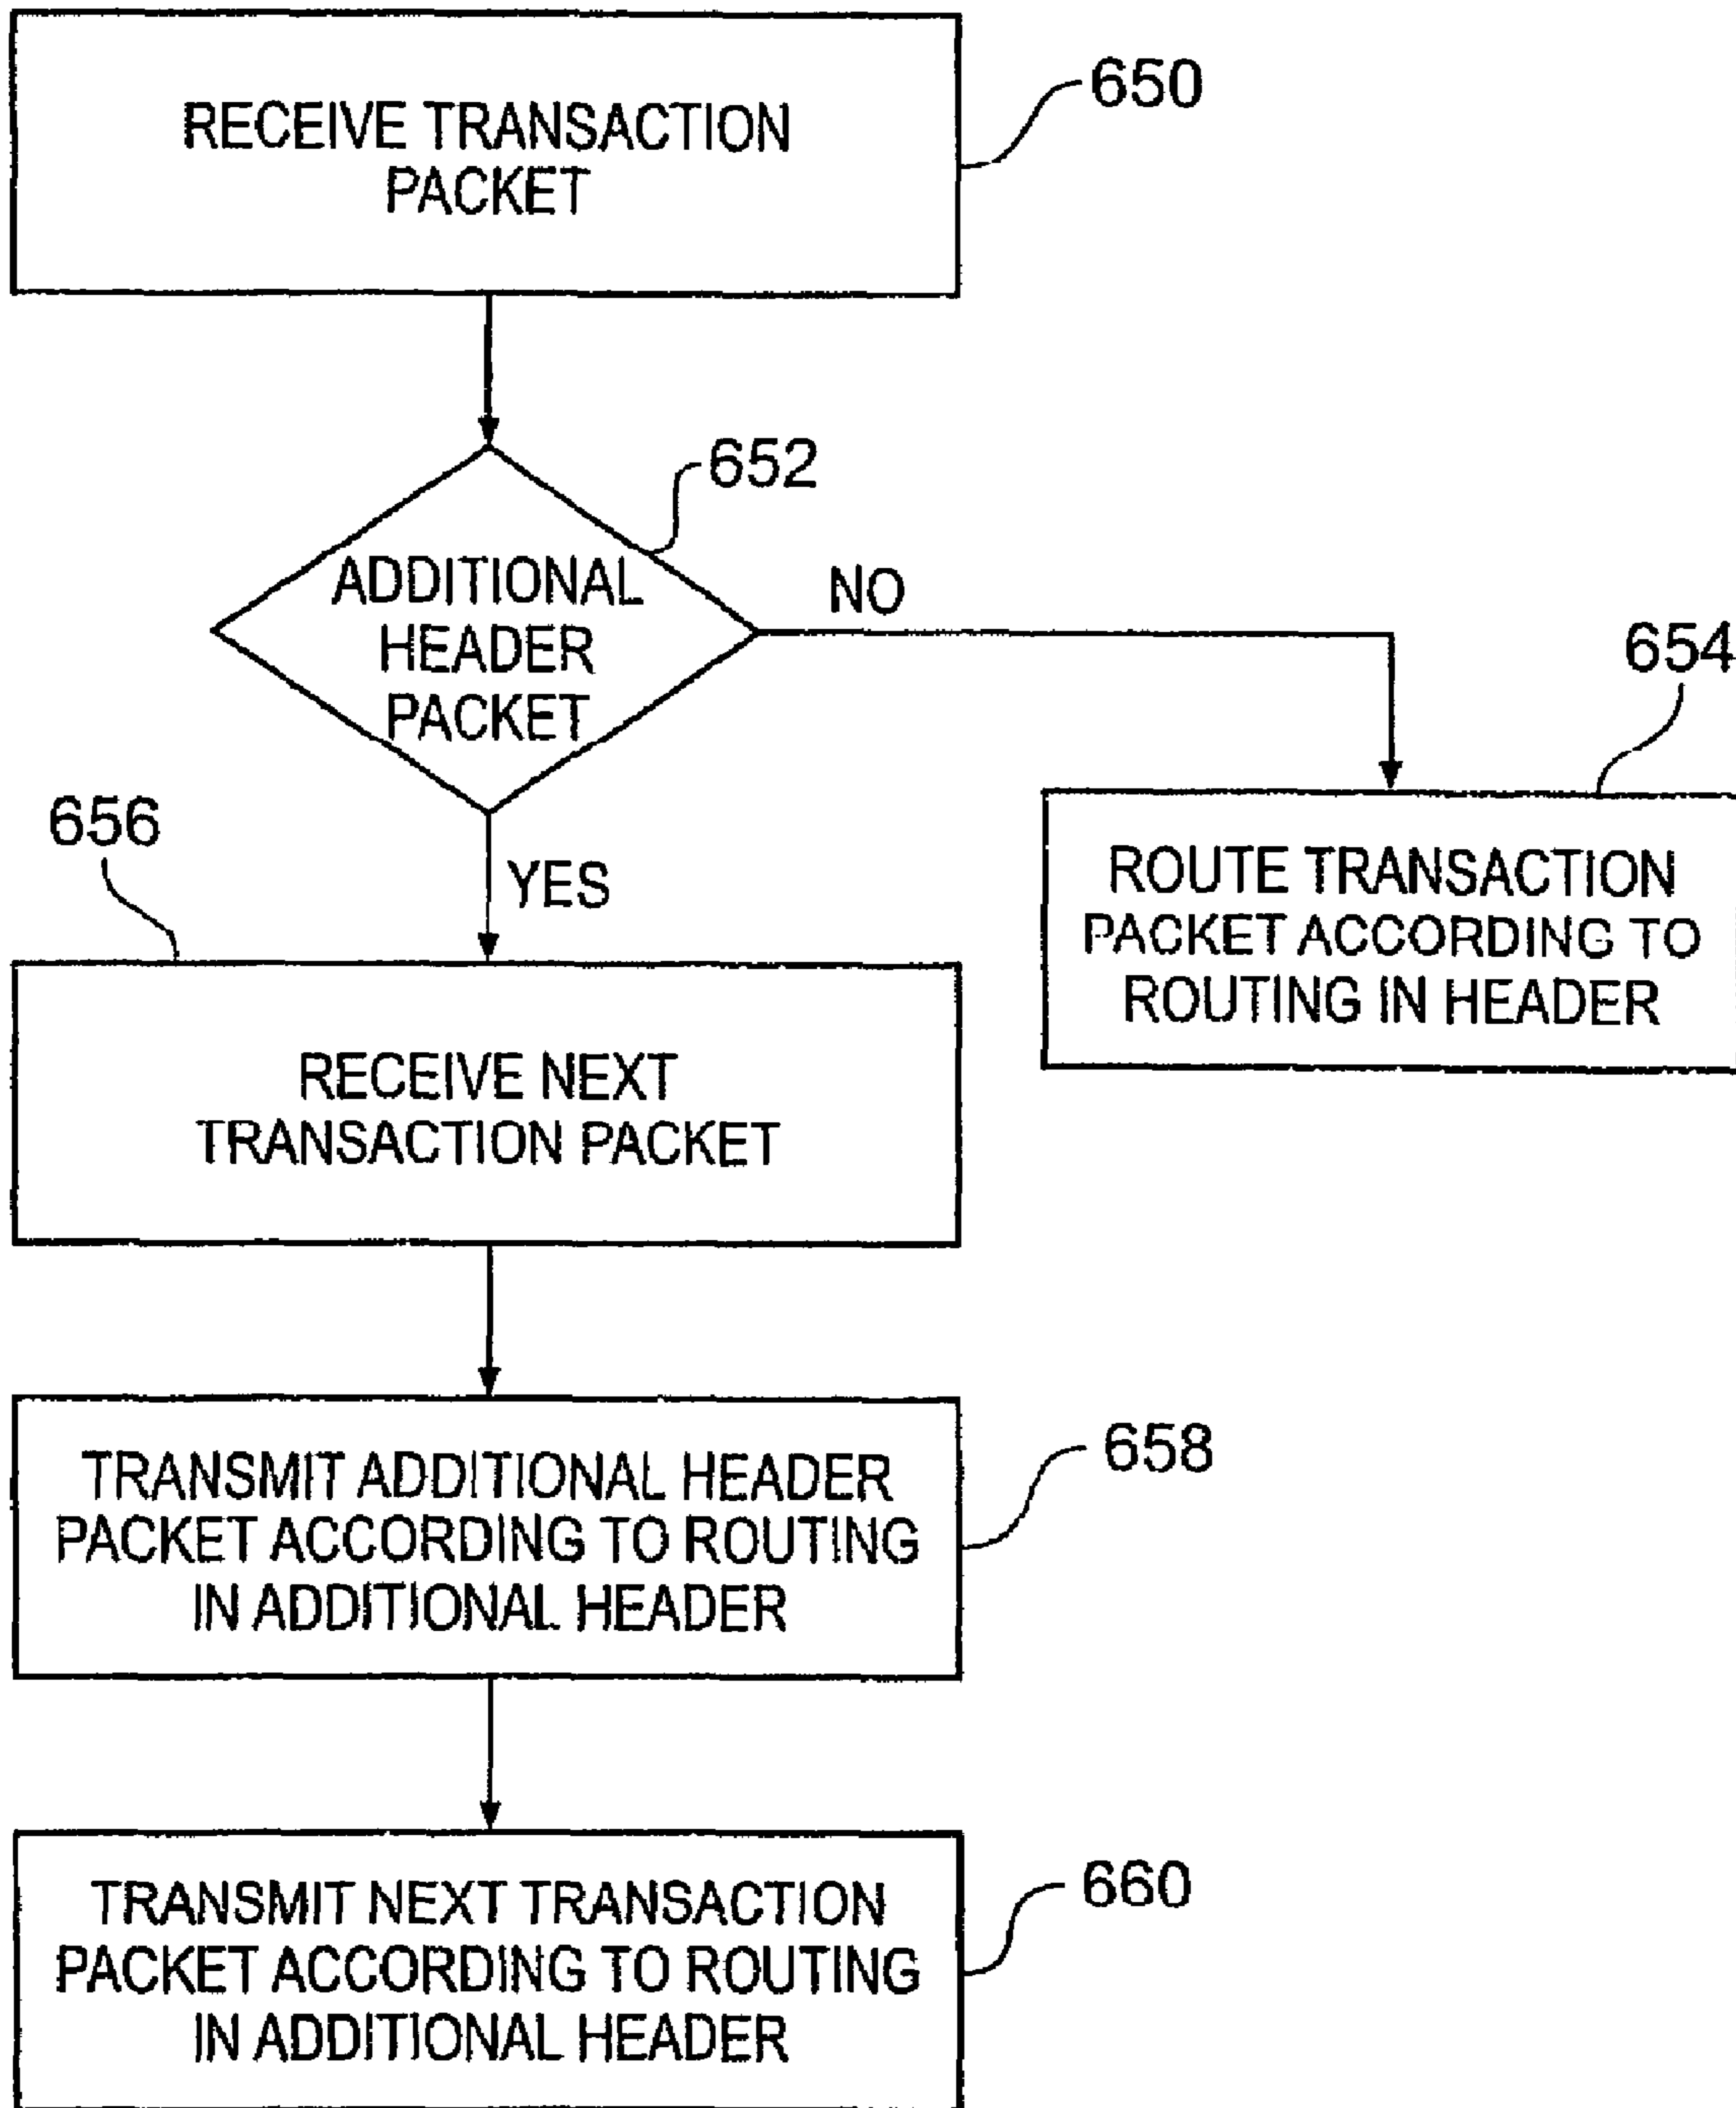 RECEIVE TRANSACTION
PACKET
650
652
ADDITIONAL
HEADER
PACKET
NO
654
ROUTE TRANSACTION
PACKET ACCORDING TO
ROUTING IN HEADER
656
YES
RECEIVE NEXT
TRANSACTION PACKET
TRANSMIT ADDITIONAL HEADER
PACKET ACCORDING TO ROUTING
IN ADDITIONAL HEADER
658
TRANSMIT NEXT TRANSACTION
PACKET ACCORDING TO ROUTING
IN ADDITIONAL HEADER
660